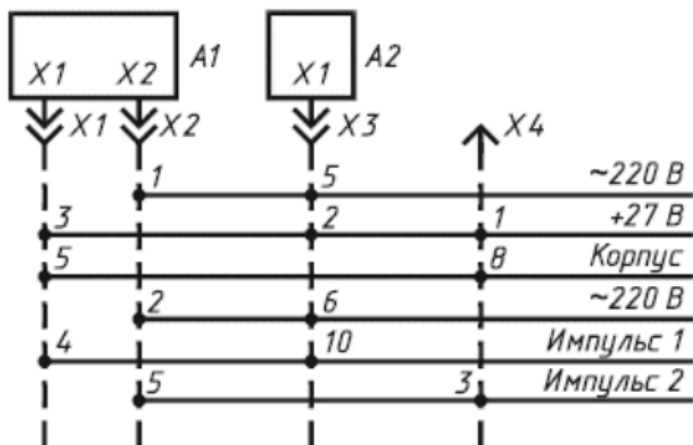 X1 X2 A1 X1 A2
X1 X2 X3 X4
1 5 ~220 В
3 2 1 +27 В
5 8 Корпус
2 6 ~220 В
4 10 Импульс 1
5 3 Импульс 2